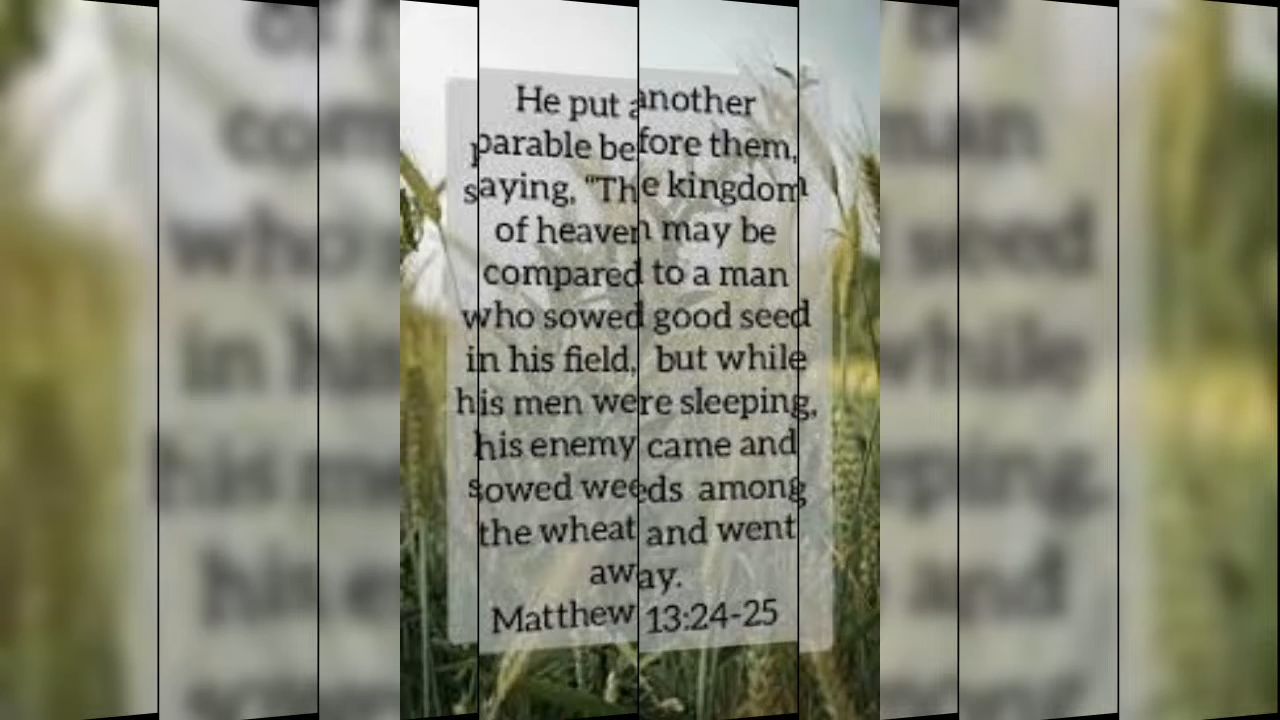 He put another
parable before them,
saying, "The kingdom
of heaven may be
compared to a man
who sowed good seed
in his field, but while
his men were sleeping,
his enemy came and
sowed weeds among
the wheat and went
away.
Matthew 13:24-25